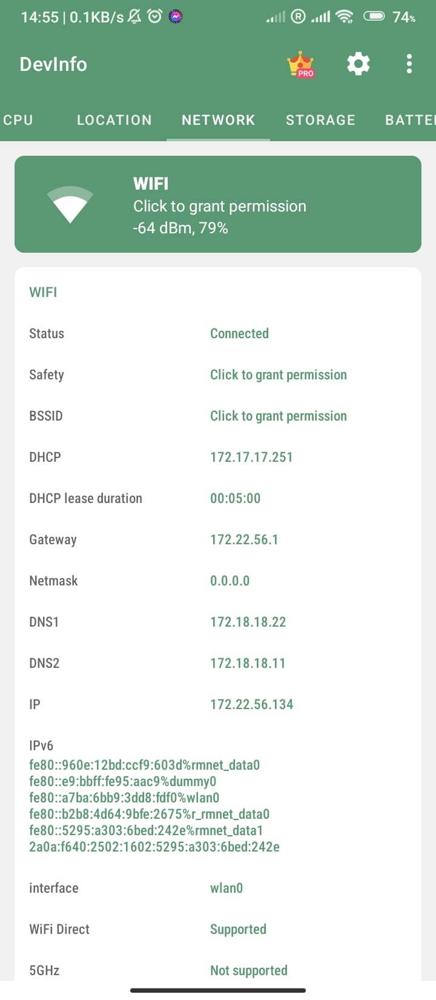 14:55 | 0.1KB/s R 74%
DevInfo PRO
CPU LOCATION NETWORK STORAGE BATTE
WIFI
Click to grant permission
-64 dBm, 79%
WIFI
Status Connected
Safety Click to grant permission
BSSID Click to grant permission
DHCP 172.17.17.251
DHCP lease duration 00:05:00
Gateway 172.22.56.1
Netmask 0.0.0.0
DNS1 172.18.18.22
DNS2 172.18.18.11
IP 172.22.56.134
IPv6
fe80::960e:12bd:ccf9:603d%rmnet_data0
fe80::e9:bbff:fe95:aac9%dummy0
fe80::a7ba:6bb9:3dd8:fdf0%wlan0
fe80::b2b8:4d64:9bfe:2675%r_rmnet_data0
fe80::5295:a303:6bed:242e%rmnet_data1
2a0a:f640:2502:1602:5295:a303:6bed:242e
interface wlan0
WiFi Direct Supported
5GHz Not supported